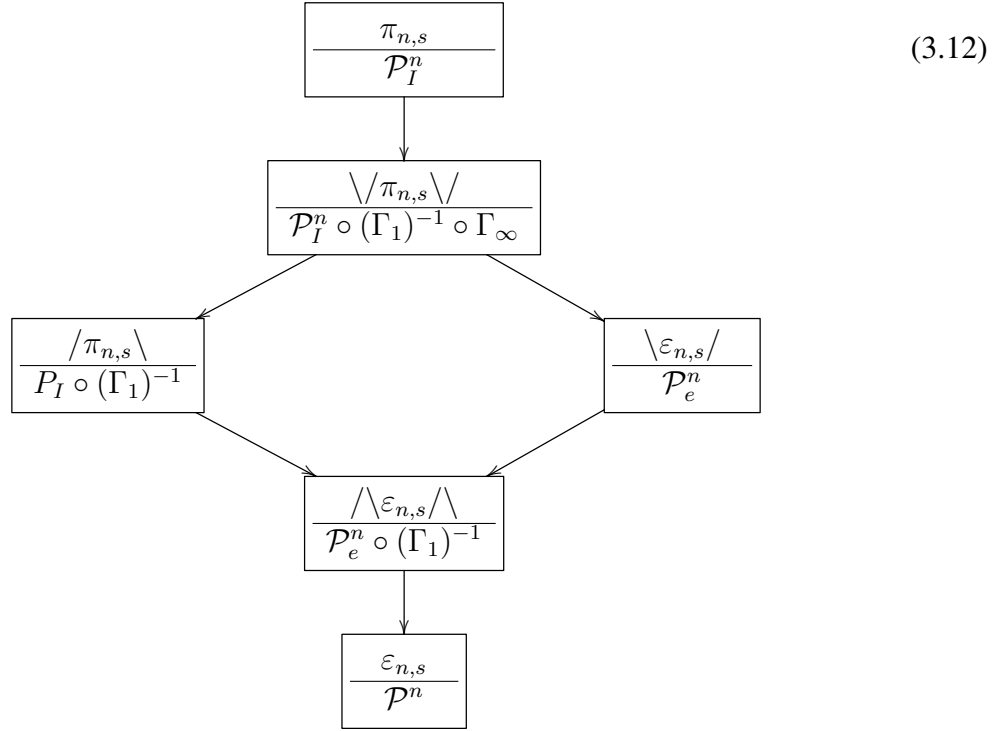 π_{n,s}
𝒫_I^n
(3.12)
\/π_{n,s}\/
𝒫_I^n ∘ (Γ_1)^{-1} ∘ Γ_∞
/π_{n,s}\
P_I ∘ (Γ_1)^{-1}
\ε_{n,s}/
𝒫_e^n
/\ε_{n,s}/\
𝒫_e^n ∘ (Γ_1)^{-1}
ε_{n,s}
𝒫^n